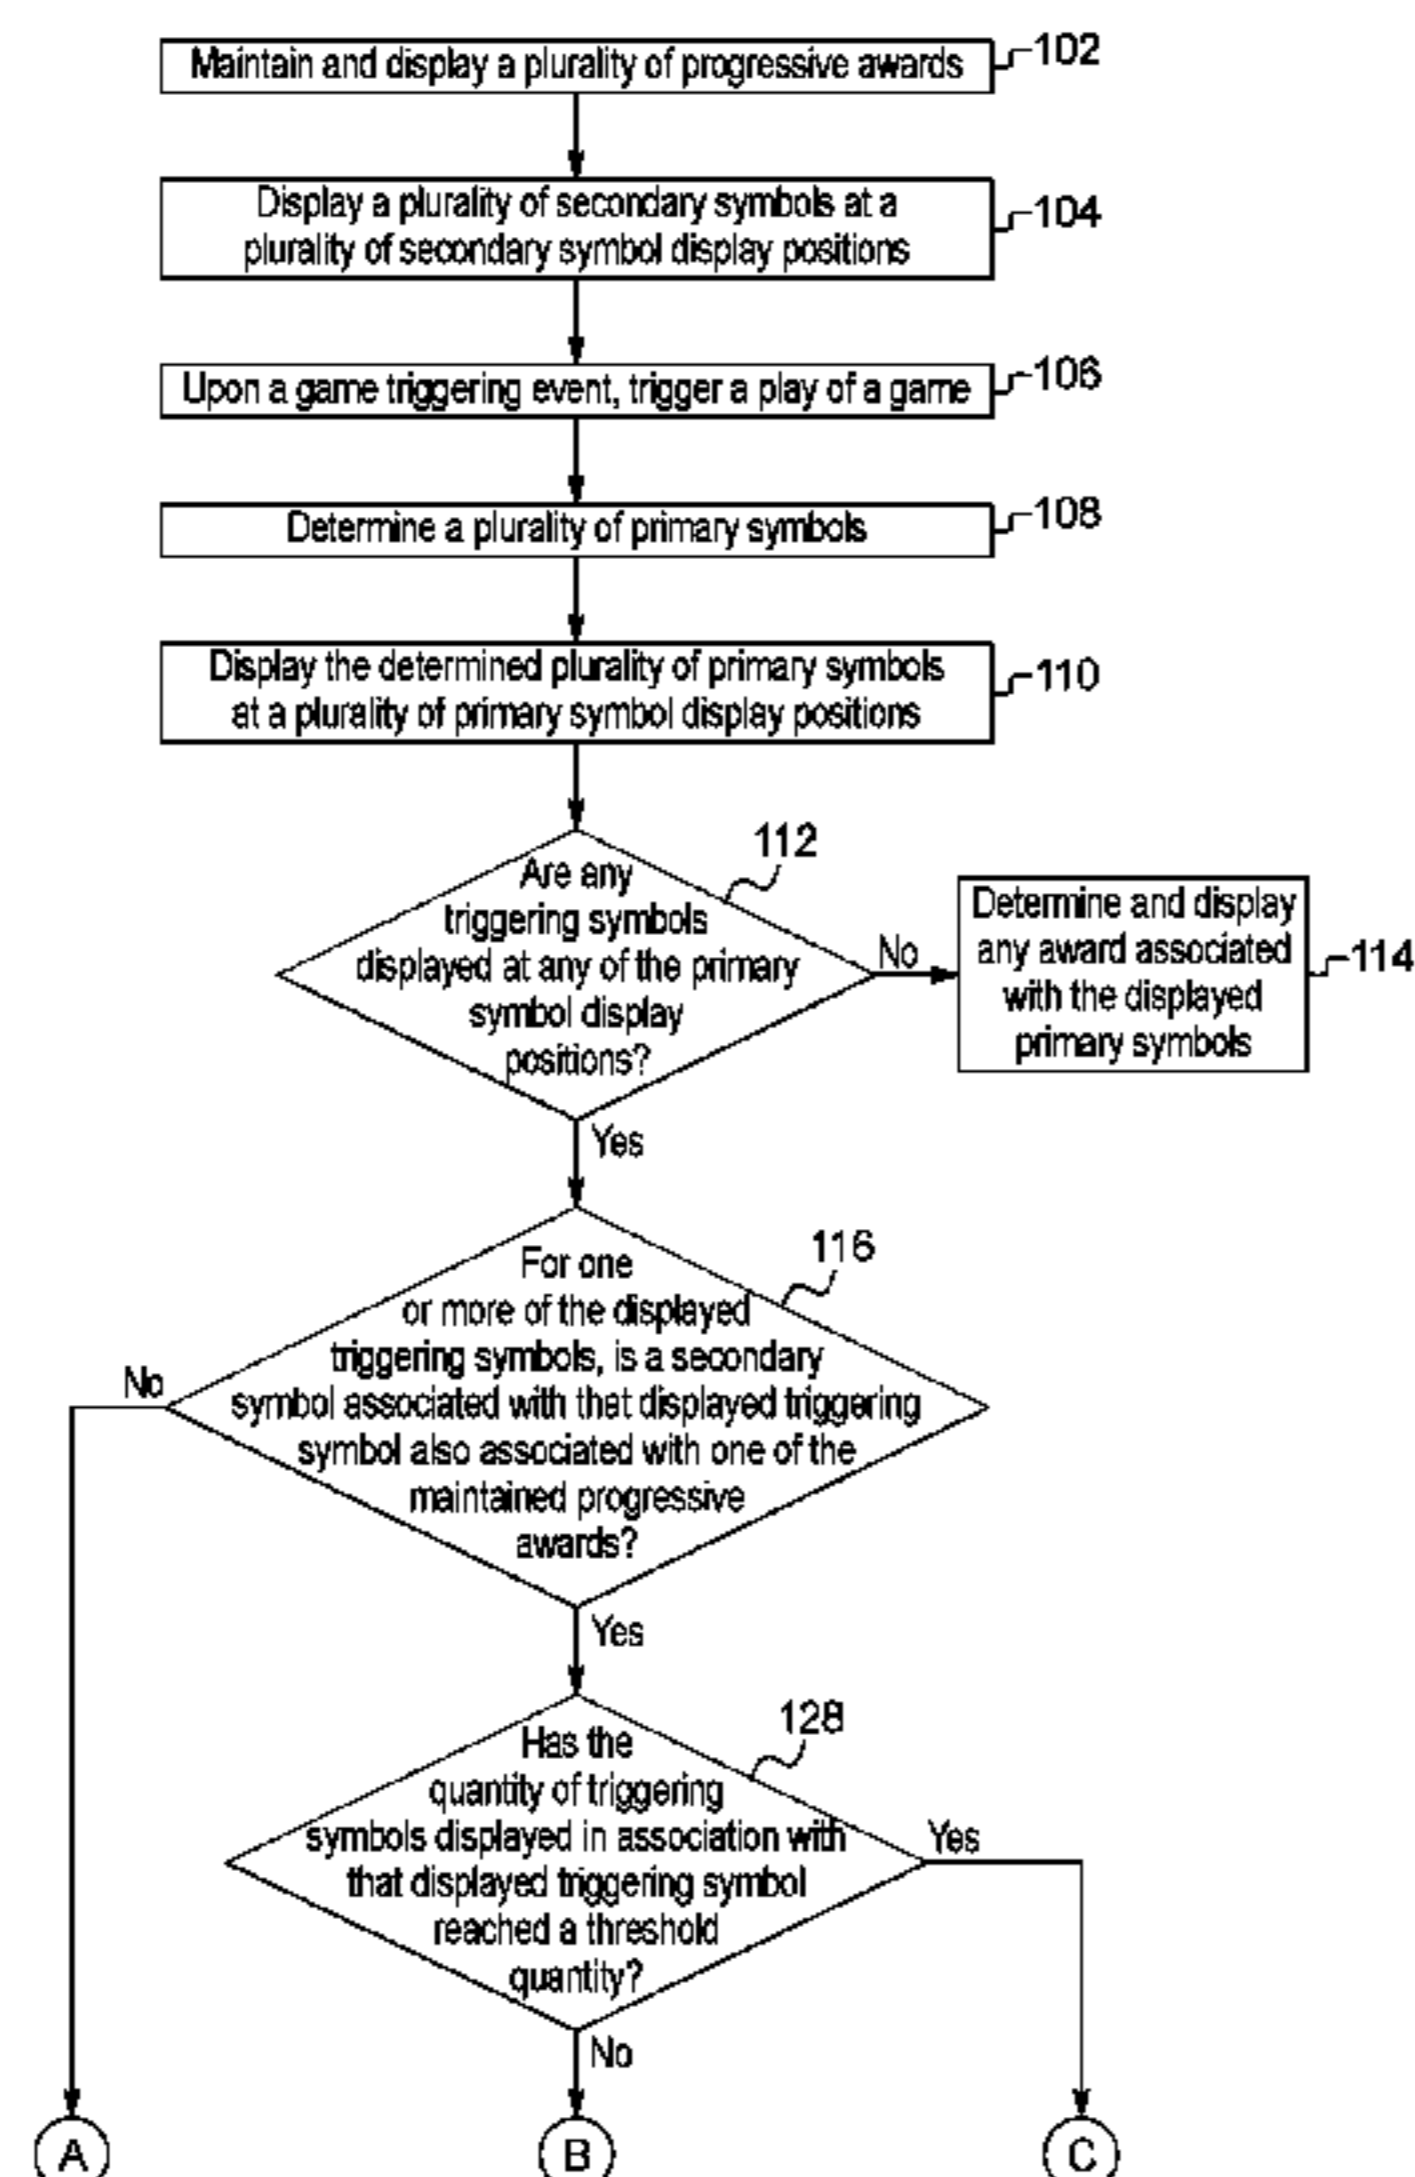 Maintain and display a plurality of progressive awards
102
Display a plurality of secondary symbols at a
plurality of secondary symbol display positions
104
Upon a game triggering event, trigger a play of a game
106
Determine a plurality of primary symbols
108
Display the determined plurality of primary symbols
at a plurality of primary symbol display positions
110
112
Are any
triggering symbols
displayed at any of the primary
symbol display
positions?
No
Determine and display
any award associated
with the displayed
primary symbols
114
Yes
116
For one
or more of the displayed
triggering symbols, is a secondary
symbol associated with that displayed triggering
symbol also associated with one of the
maintained progressive
awards?
No
Yes
128
Has the
quantity of triggering
symbols displayed in association with
that displayed triggering symbol
reached a threshold
quantity?
Yes
No
A
B
C